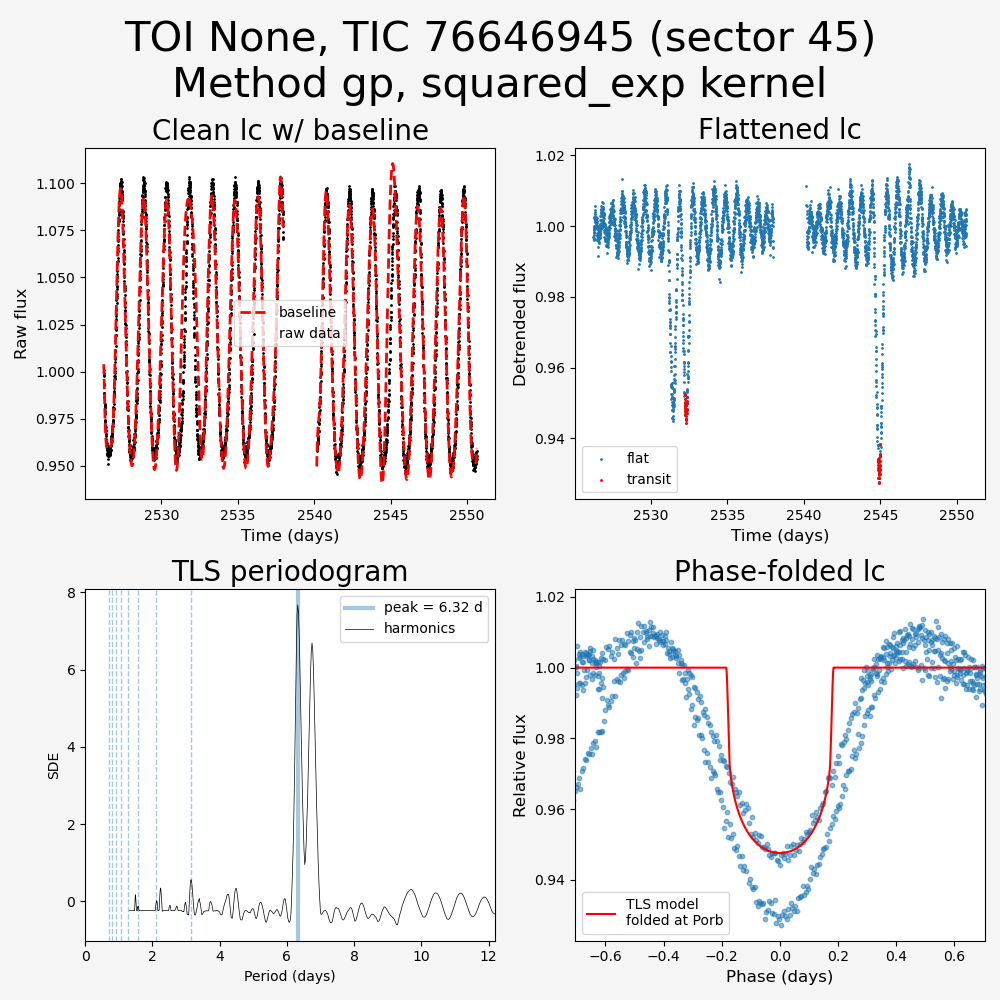 TOI None, TIC 76646945 (sector 45)
Method gp, squared_exp kernel
Clean lc w/ baseline
1.100
1.075
1.050
1.025
1.000
0.975
0.950
Raw flux
baseline
raw data
2530
2535
2540
2545
2550
Time (days)
Flattened lc
1.02
1.00
0.98
0.96
0.94
Detrended flux
flat
transit
2530
2535
2540
2545
2550
Time (days)
TLS periodogram
8
6
4
2
0
SDE
peak = 6.32 d
harmonics
0
2
4
6
8
10
12
Period (days)
Phase-folded lc
1.02
1.00
0.98
0.96
0.94
Relative flux
TLS model
folded at Porb
−0.6
−0.4
−0.2
0.0
0.2
0.4
0.6
Phase (days)